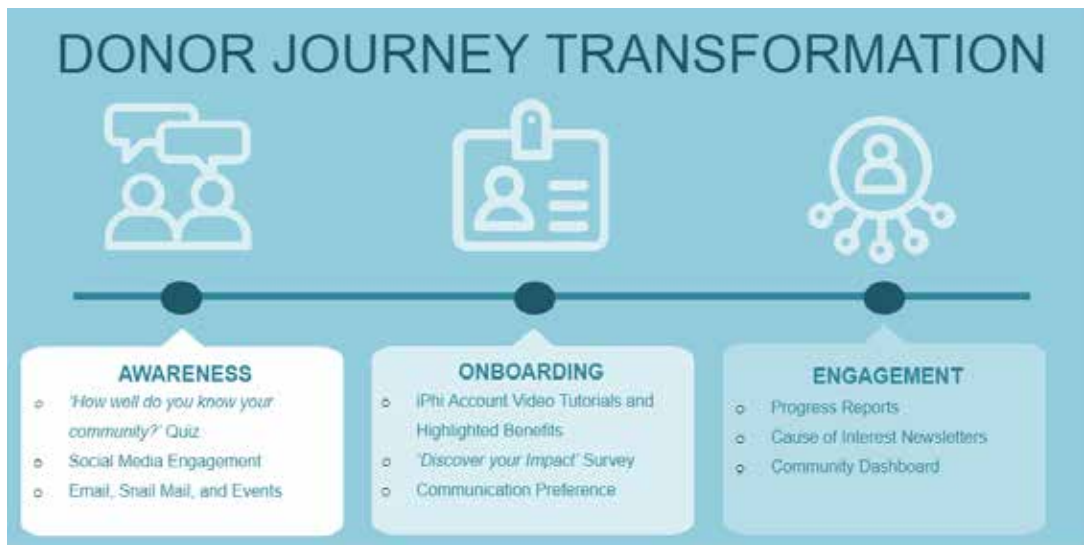 DONOR JOURNEY TRANSFORMATION
AWARENESS
‘How well do you know your
community?’ Quiz
Social Media Engagement
Email, Snail Mail, and Events
ONBOARDING
iPhi Account Video Tutorials and
Highlighted Benefits
‘Discover your Impact’ Survey
Communication Preference
ENGAGEMENT
Progress Reports
Cause of Interest Newsletters
Community Dashboard